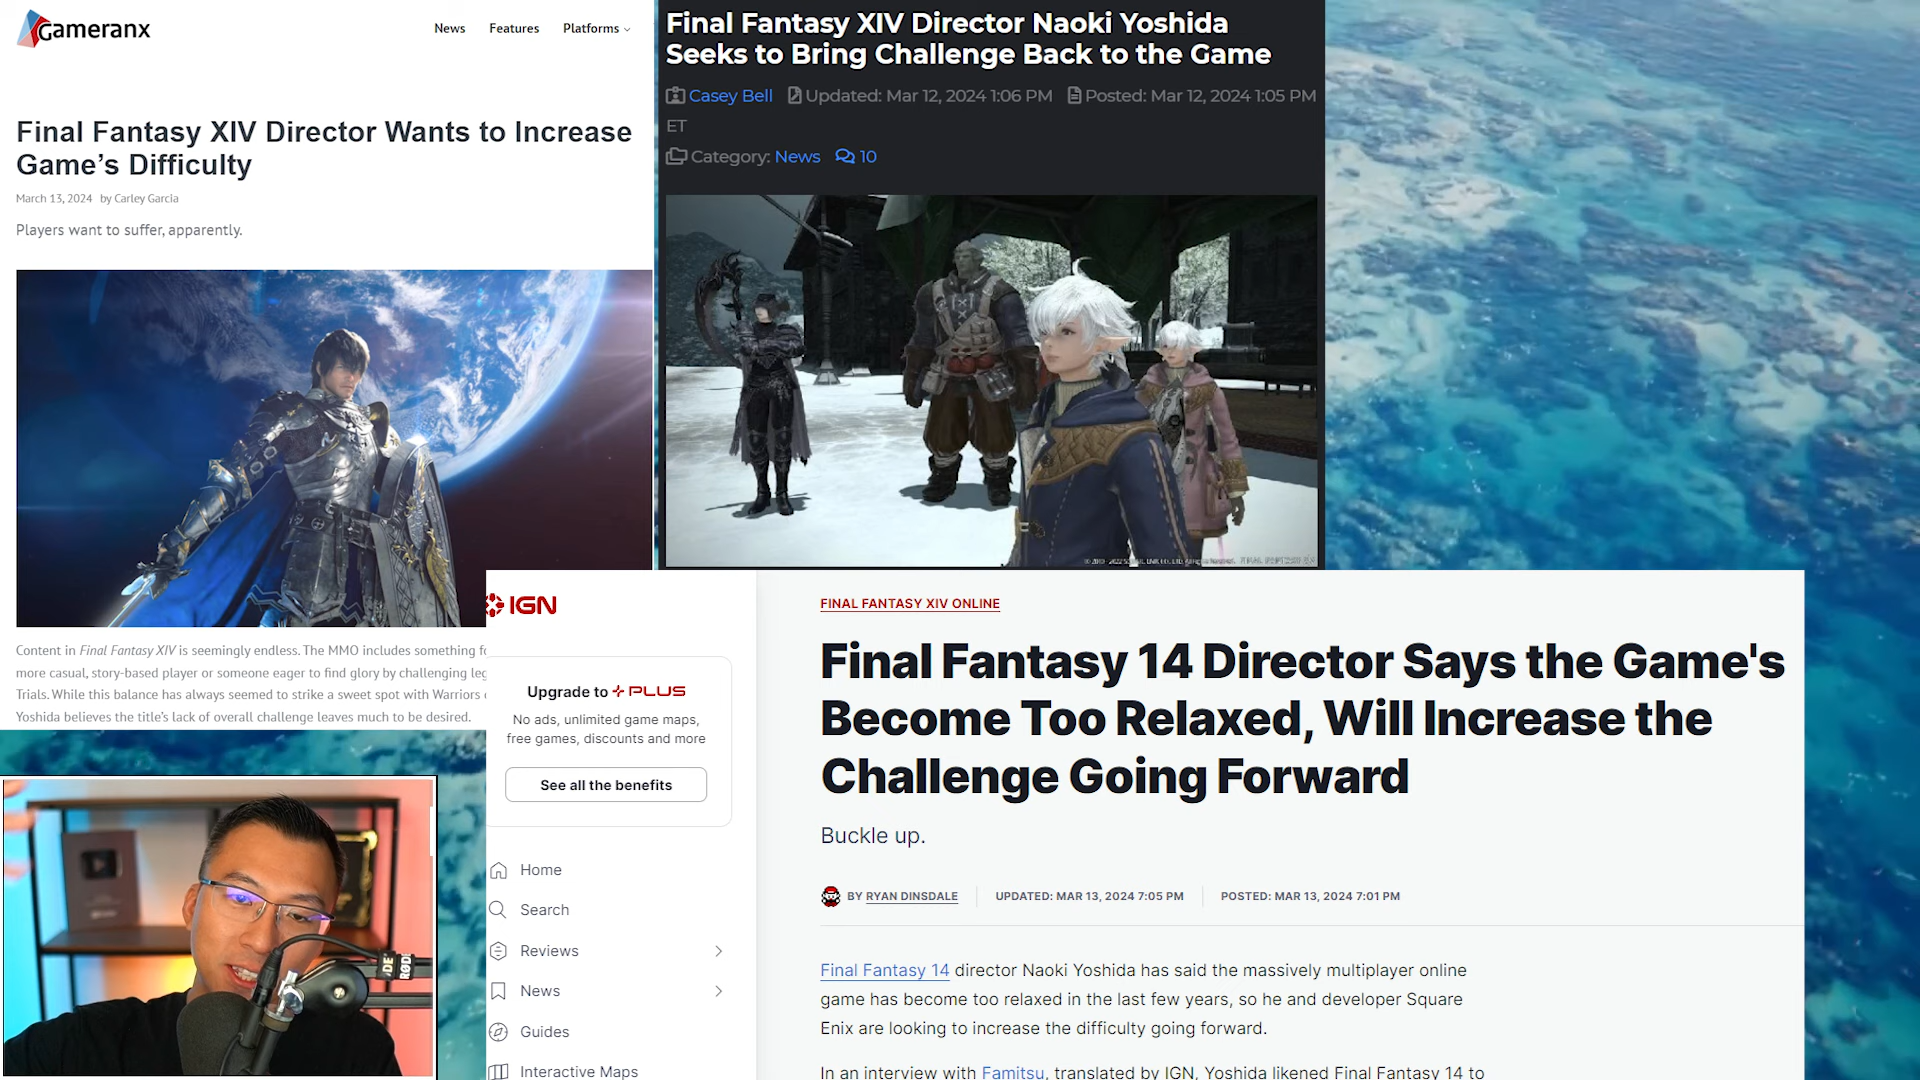 Gameranx
News
Features
Platforms
Final Fantasy XIV Director Wants to Increase
Game's Difficulty
March 13, 2024 by Carley Garcia
Players want to suffer, apparently.
Content in Final Fantasy XIV is seemingly endless. The MMO includes something
more casual, story-based player or someone eager to find glory by challenging
Trials. While this balance has always seemed to strike a sweet spot with Warriors
Yoshida believes the title's lack of overall challenge leaves much to be desired.
Final Fantasy XIV Director Naoki Yoshida
Seeks to Bring Challenge Back to the Game
Casey Bell Updated: Mar 12, 2024 1:06 PM Posted: Mar 12, 2024 1:05 PM
ET
Category: News 10
IGN
Upgrade to PLUS
No ads, unlimited game maps,
free games, discounts and more
See all the benefits
Home
Search
Reviews
News
Guides
Interactive Maps
FINAL FANTASY XIV ONLINE
Final Fantasy 14 Director Says the Game's
Become Too Relaxed, Will Increase the
Challenge Going Forward
Buckle up.
BY RYAN DINSDALE
UPDATED: MAR 13, 2024 7:05 PM
POSTED: MAR 13, 2024 7:01 PM
Final Fantasy 14 director Naoki Yoshida has said the massively multiplayer online
game has become too relaxed in the last few years, so he and developer Square
Enix are looking to increase the difficulty going forward.
In an interview with Famitsu, translated by IGN, Yoshida likened Final Fantasy 14 to
RØDE